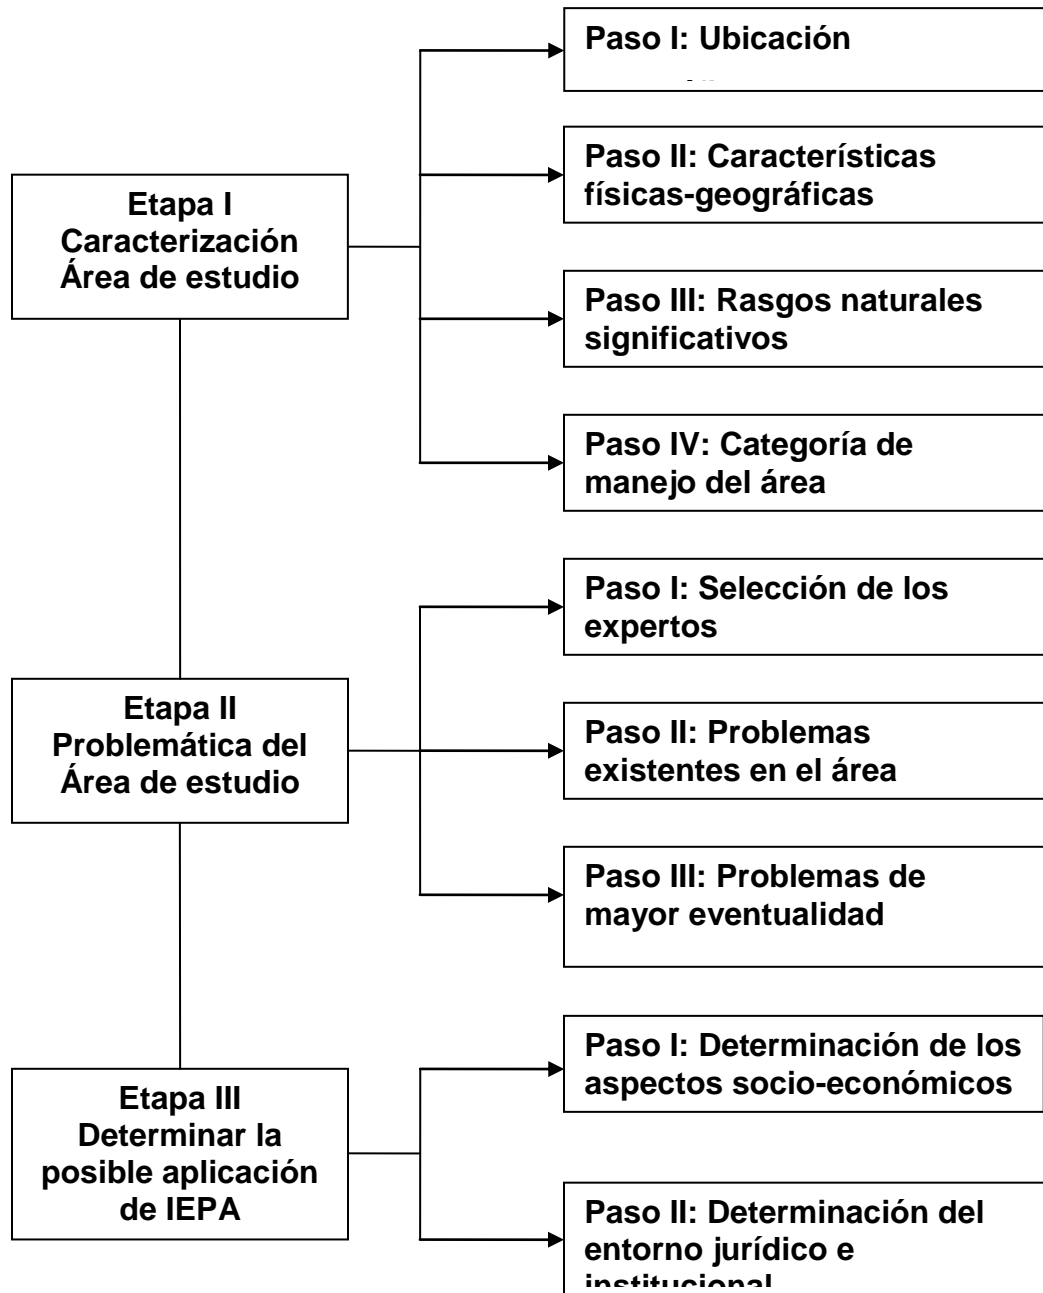 Paso I: Ubicación
Paso II: Características
físicas-geográficas
Etapa I
Caracterización
Área de estudio
Paso III: Rasgos naturales
significativos
Paso IV: Categoría de
manejo del área
Paso I: Selección de los
expertos
Etapa II
Problemática del
Área de estudio
Paso II: Problemas
existentes en el área
Paso III: Problemas de
mayor eventualidad
Etapa III
Determinar la
posible aplicación
de IEPA
Paso I: Determinación de los
aspectos socio-económicos
Paso II: Determinación del
entorno jurídico e
institucional